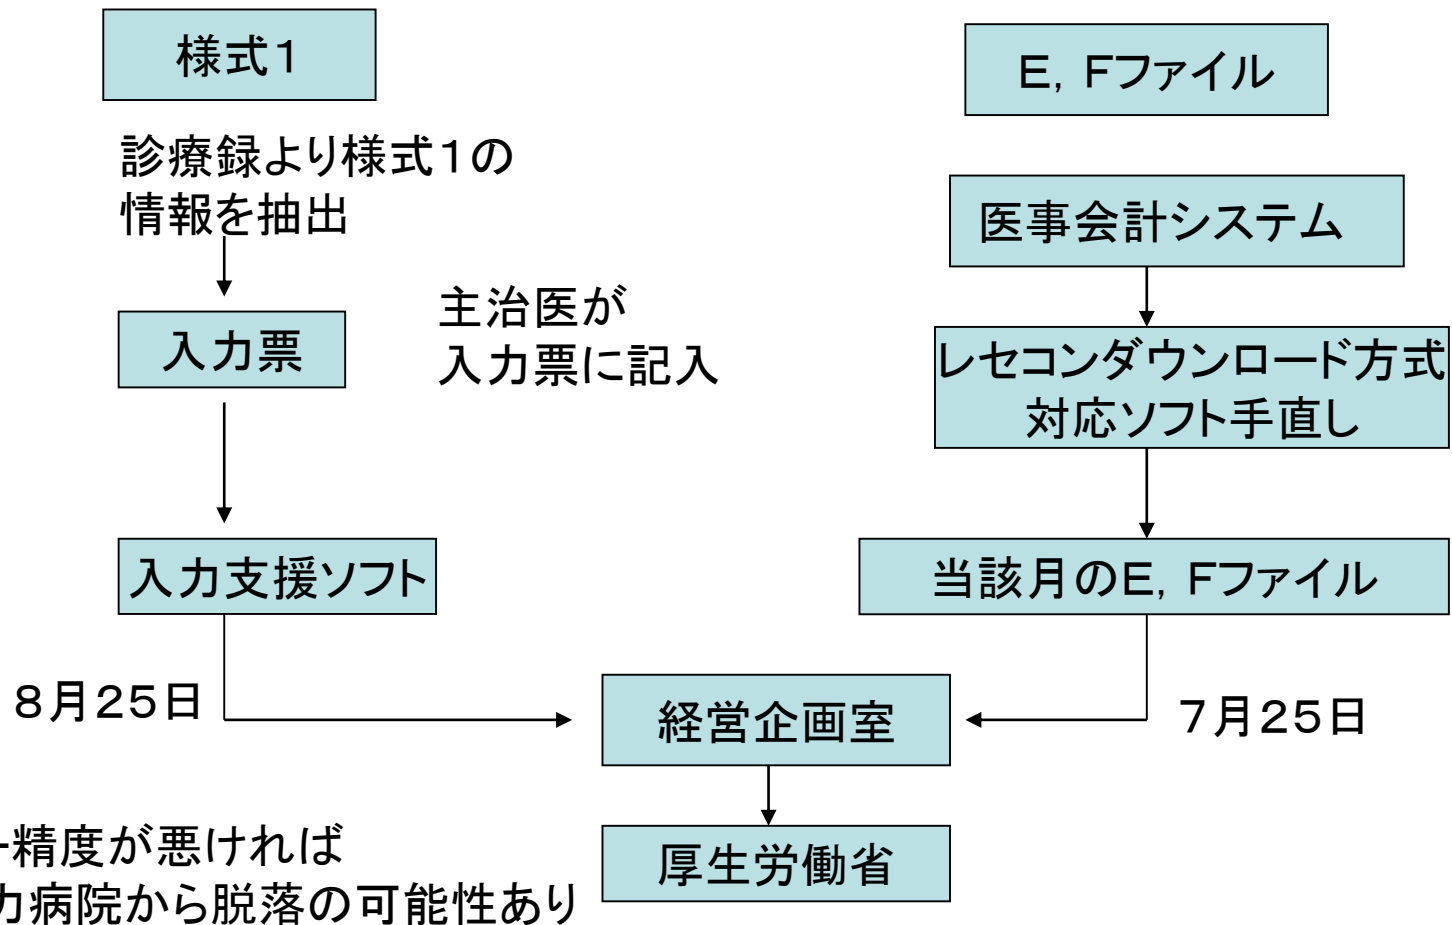 様式１
診療録より様式１の
情報を抽出
入力票
主治医が
入力票に記入
入力支援ソフト
８月２５日
Ｅ，Ｆファイル
医事会計システム
レセコンダウンロード方式
対応ソフト手直し
当該月のＥ，Ｆファイル
７月２５日
経営企画室
厚生労働省
精度が悪ければ
力病院から脱落の可能性あり